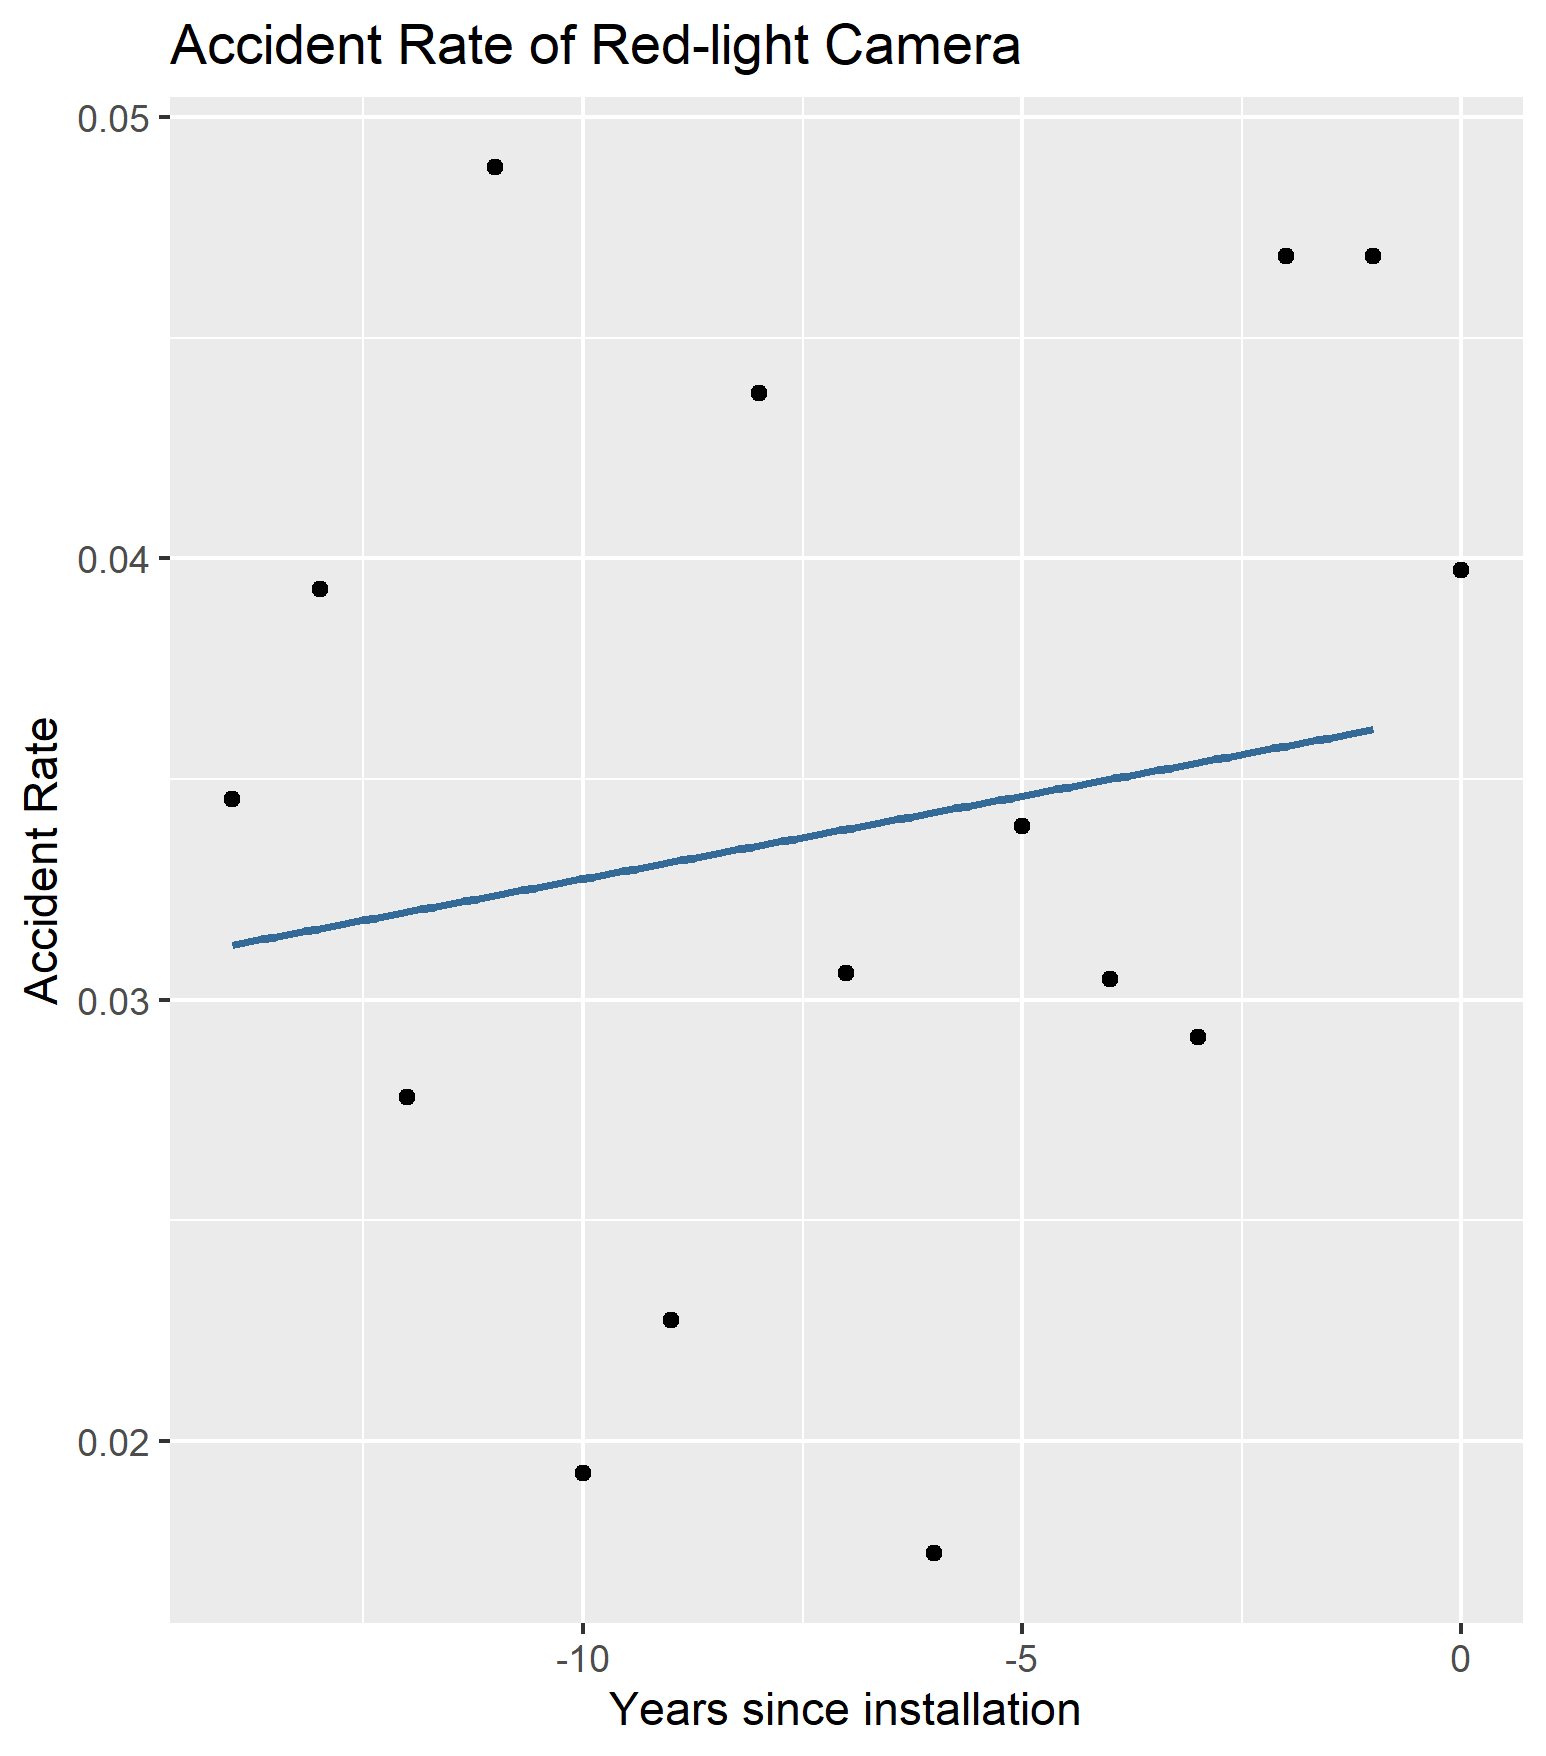 Accident Rate of Red-light Camera
Accident Rate
0.05
0.04
0.03
0.02
-10
-5
0
Years since installation